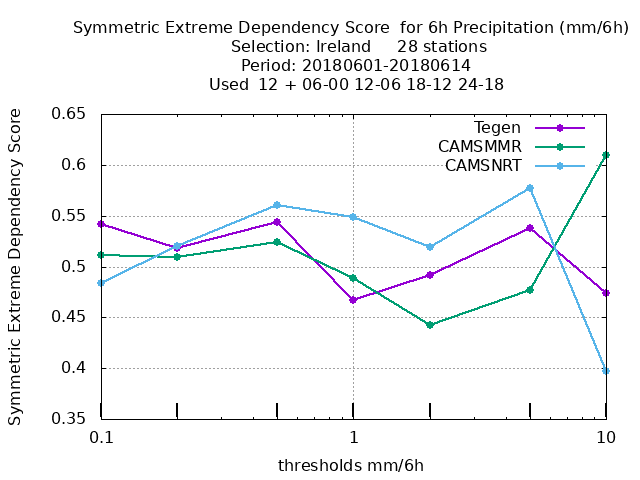 Symmetric Extreme Dependency Score  for 6h Precipitation (mm/6h)
Selection: Ireland     28 stations
Period: 20180601-20180614
Used  12 + 06-00 12-06 18-12 24-18
Symmetric Extreme Dependency Score
0.65
0.6
0.55
0.5
0.45
0.4
0.35
Tegen
CAMSMMR
CAMSNRT
0.1
1
10
thresholds mm/6h